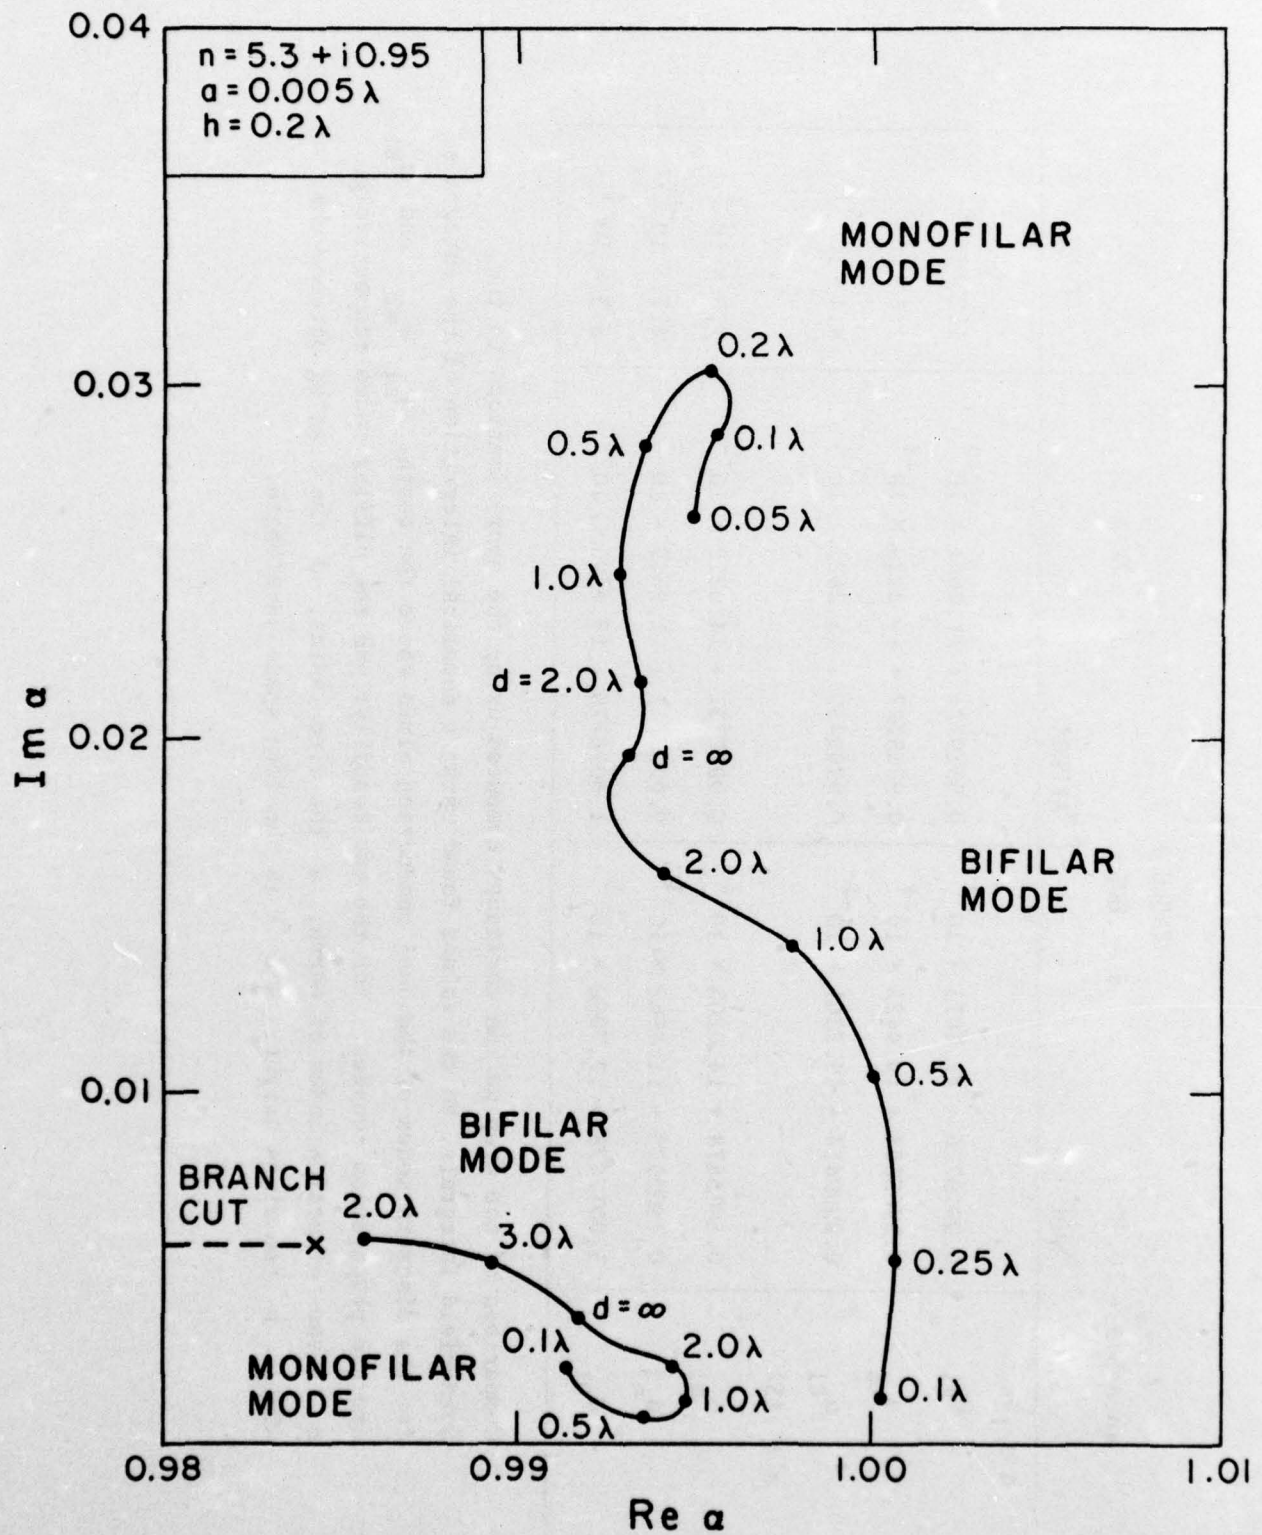 0.04
n = 5.3 + i 0.95
a = 0.005 λ
h = 0.2 λ
MONOFILAR
MODE
0.2 λ
0.03
0.5 λ
0.1 λ
0.05 λ
1.0 λ
d = 2.0 λ
Im α
0.02
d = ∞
2.0 λ
BIFILAR
MODE
1.0 λ
0.01
0.5 λ
BIFILAR
MODE
BRANCH
CUT
2.0 λ
3.0 λ
0.25 λ
d = ∞
0.1 λ
2.0 λ
MONOFILAR
MODE
1.0 λ
0.1 λ
0.5 λ
0.98
0.99
1.00
1.01
Re α